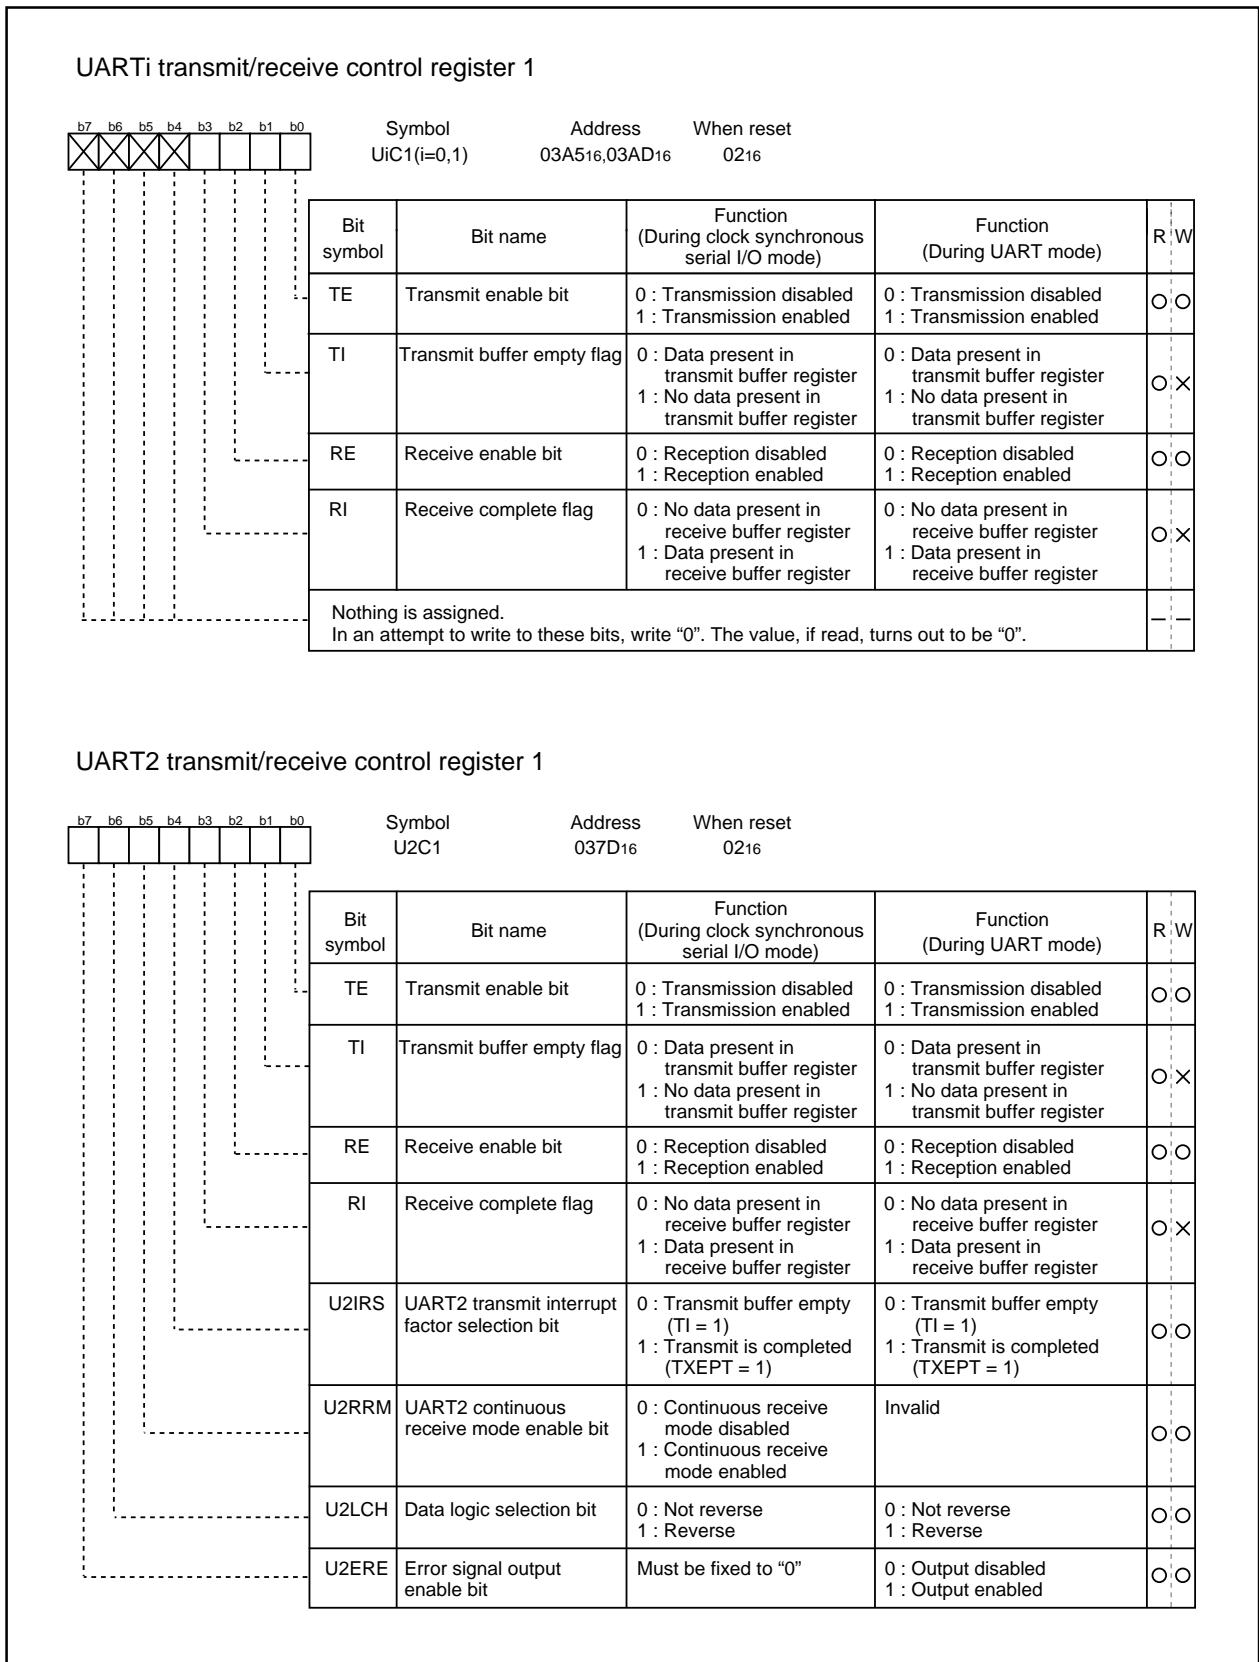 UARTi transmit/receive control register 1
b7 b6 b5 b4 b3 b2 b1 b0
Symbol Address When reset
UiC1(i=0,1) 03A516,03AD16 0216
Bit symbol Bit name Function (During clock synchronous serial I/O mode) Function (During UART mode) R W
TE Transmit enable bit 0 : Transmission disabled 0 : Transmission disabled
1 : Transmission enabled 1 : Transmission enabled
TI Transmit buffer empty flag 0 : Data present in 0 : Data present in
transmit buffer register transmit buffer register
1 : No data present in 1 : No data present in
transmit buffer register transmit buffer register
RE Receive enable bit 0 : Reception disabled 0 : Reception disabled
1 : Reception enabled 1 : Reception enabled
RI Receive complete flag 0 : No data present in 0 : No data present in
receive buffer register receive buffer register
1 : Data present in 1 : Data present in
receive buffer register receive buffer register
Nothing is assigned.
In an attempt to write to these bits, write “0”. The value, if read, turns out to be “0”.
UART2 transmit/receive control register 1
b7 b6 b5 b4 b3 b2 b1 b0
Symbol Address When reset
U2C1 037D16 0216
Bit symbol Bit name Function (During clock synchronous serial I/O mode) Function (During UART mode) R W
TE Transmit enable bit 0 : Transmission disabled 0 : Transmission disabled
1 : Transmission enabled 1 : Transmission enabled
TI Transmit buffer empty flag 0 : Data present in 0 : Data present in
transmit buffer register transmit buffer register
1 : No data present in 1 : No data present in
transmit buffer register transmit buffer register
RE Receive enable bit 0 : Reception disabled 0 : Reception disabled
1 : Reception enabled 1 : Reception enabled
RI Receive complete flag 0 : No data present in 0 : No data present in
receive buffer register receive buffer register
1 : Data present in 1 : Data present in
receive buffer register receive buffer register
U2IRS UART2 transmit interrupt 0 : Transmit buffer empty 0 : Transmit buffer empty
factor selection bit (TI = 1) (TI = 1)
1 : Transmit is completed 1 : Transmit is completed
(TXEPT = 1) (TXEPT = 1)
U2RRM UART2 continuous 0 : Continuous receive Invalid
receive mode enable bit mode disabled
1 : Continuous receive
mode enabled
U2LCH Data logic selection bit 0 : Not reverse 0 : Not reverse
1 : Reverse 1 : Reverse
U2ERE Error signal output Must be fixed to “0” 0 : Output disabled
enable bit 1 : Output enabled